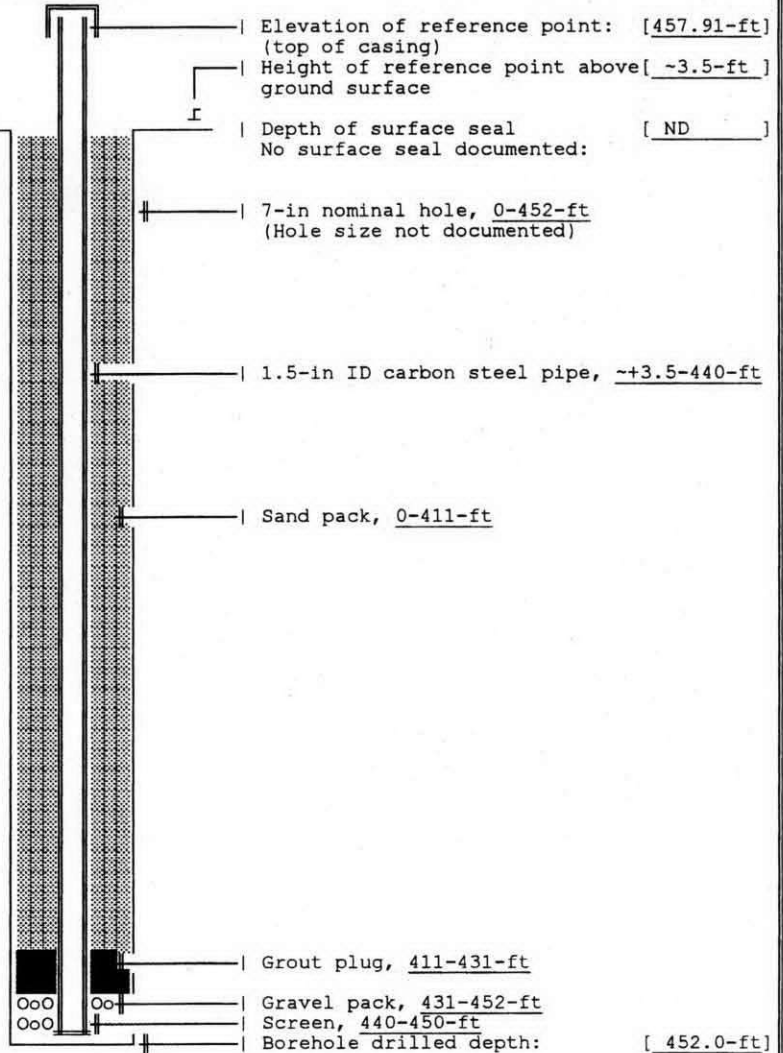 Elevation of reference point: [457.91-ft]
(top of casing)
Height of reference point above[ ~3.5-ft ]
ground surface
Depth of surface seal [ ND ]
No surface seal documented:
7-in nominal hole, 0-452-ft
(Hole size not documented)
1.5-in ID carbon steel pipe, ~+3.5-440-ft
Sand pack, 0-411-ft
Grout plug, 411-431-ft
Gravel pack, 431-452-ft
Screen, 440-450-ft
Borehole drilled depth: [ 452.0-ft]